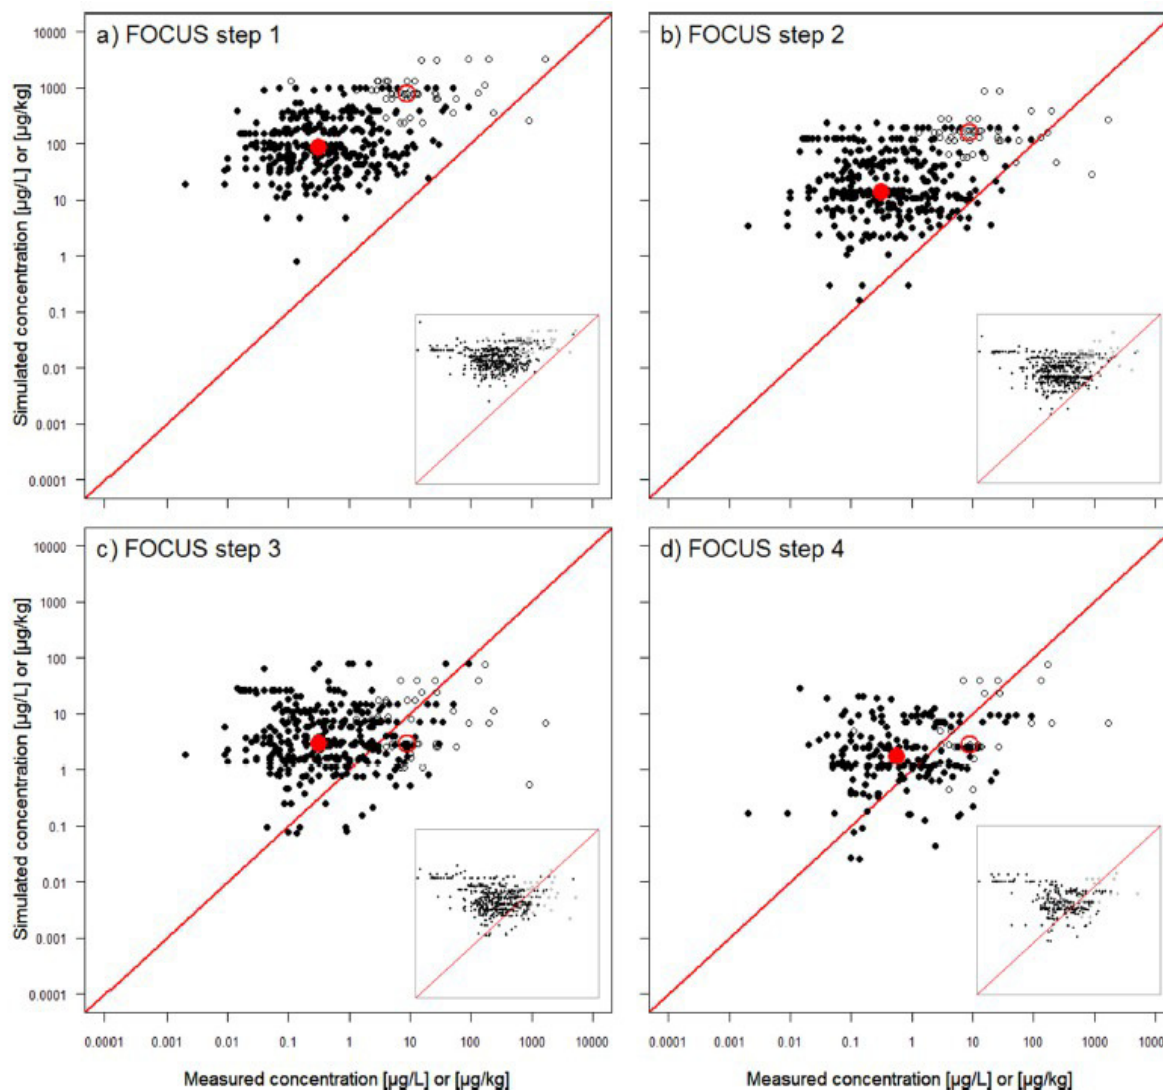 a) FOCUS step 1
b) FOCUS step 2
10000
1000
100
10
1
0.1
0.01
0.001
0.0001
Simulated concentration [µg/L] or [µg/kg]
c) FOCUS step 3
d) FOCUS step 4
10000
1000
100
10
1
0.1
0.01
0.001
0.0001
Simulated concentration [µg/L] or [µg/kg]
0.0001 0.01 0.1 1 10 100 1000 10000
0.0001 0.01 0.1 1 10 100 1000 10000
Measured concentration [µg/L] or [µg/kg]
Measured concentration [µg/L] or [µg/kg]